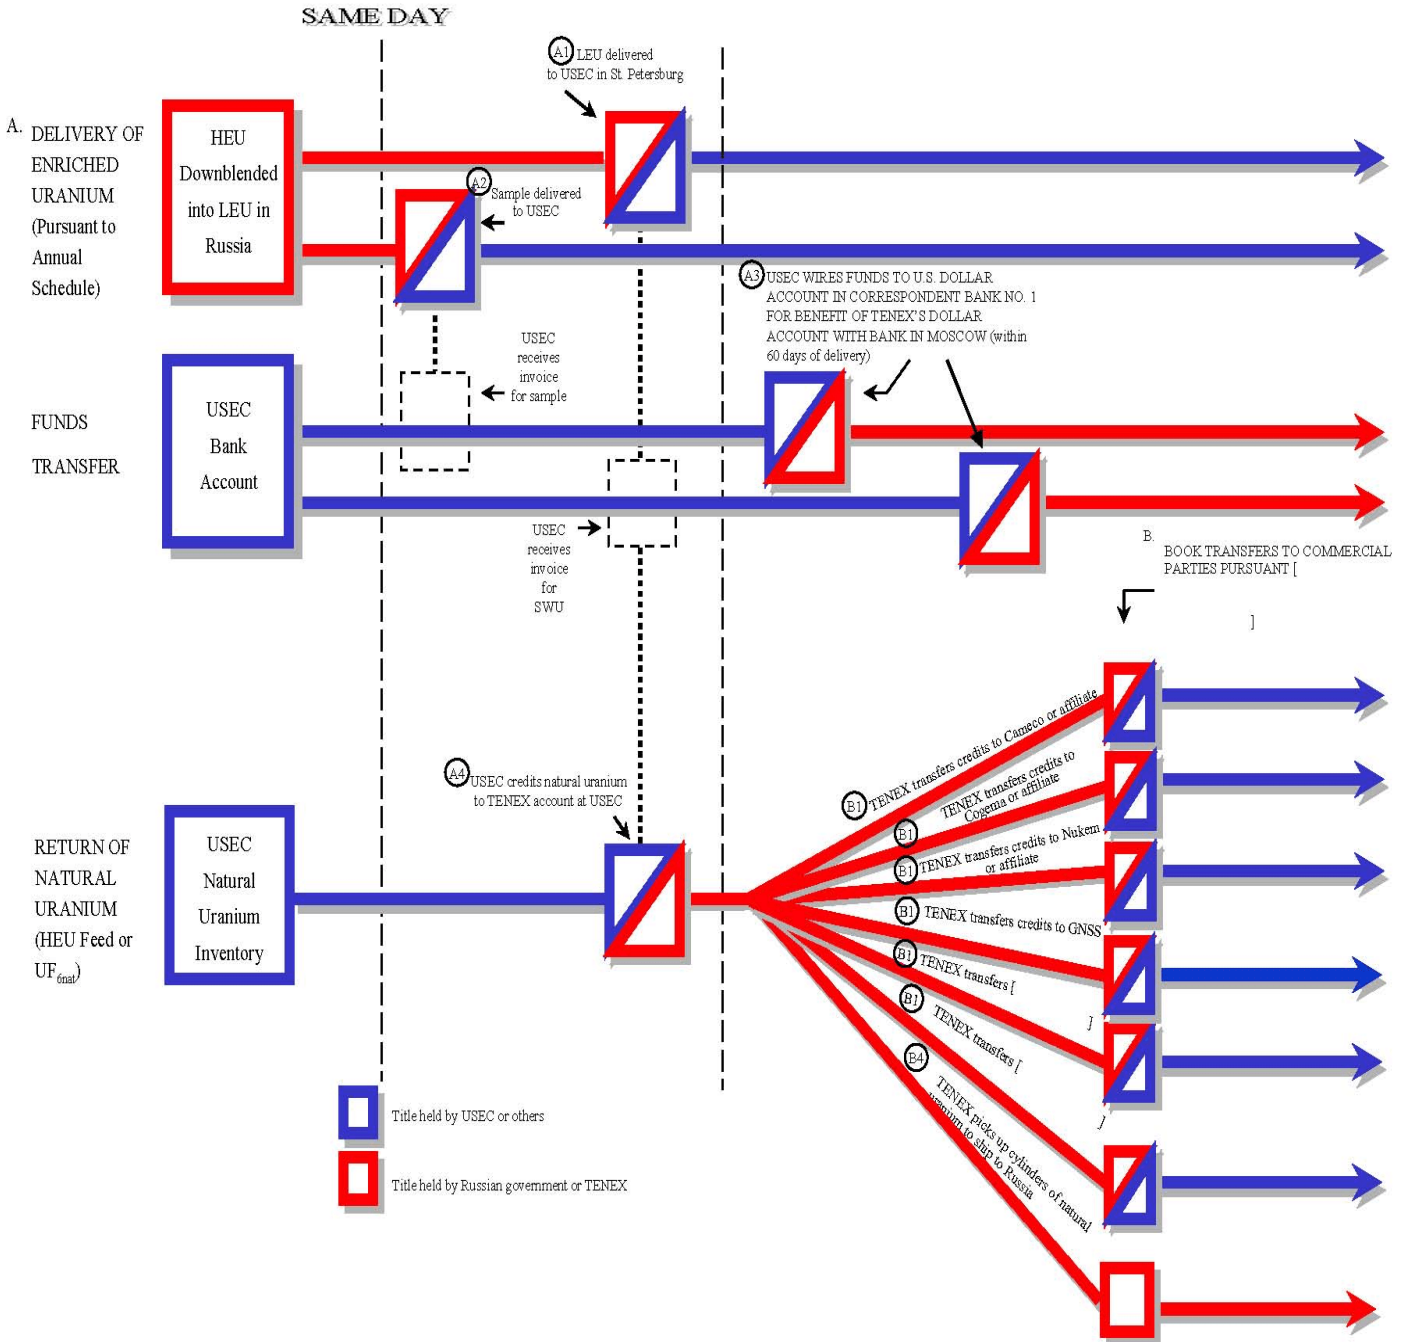 SAME DAY
A1 LEU delivered
to USEC in St. Petersburg
A. DELIVERY OF
ENRICHED
URANIUM
(Pursuant to
Annual
Schedule)
HEU
Downblended
into LEU in
Russia
A2 Sample delivered
to USEC
A3 USEC WIRES FUNDS TO U.S. DOLLAR
ACCOUNT IN CORRESPONDENT BANK NO. 1
FOR BENEFIT OF TENEX'S DOLLAR
ACCOUNT WITH BANK IN MOSCOW (within
60 days of delivery)
USEC
receives
invoice
for sample
FUNDS
TRANSFER
USEC
Bank
Account
USEC
receives
invoice
for
SWU
B.
BOOK TRANSFERS TO COMMERCIAL
PARTIES PURSUANT [
]
A4 USEC credits natural uranium
to TENEX account at USEC
RETURN OF
NATURAL
URANIUM
(HEU Feed or
UF6nat)
USEC
Natural
Uranium
Inventory
B1 TENEX transfers credits to Cameco or affiliate
B1 TENEX transfers credits to
Cogema or affiliate
B1 TENEX transfers credits to Nukem
or affiliate
B1 TENEX transfers credits to GNSS
B1 TENEX transfers [
]
B1 TENEX transfers [
]
B4 TENEX picks up cylinders of natural
uranium to ship to Russia
Title held by USEC or others
Title held by Russian government or TENEX